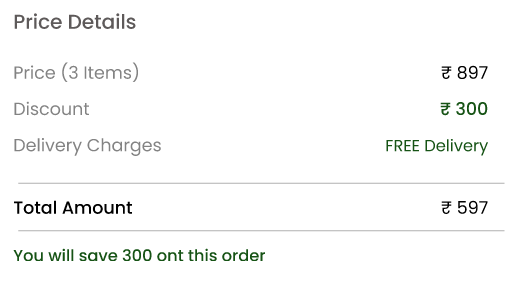 Price Details
Price (3 Items) ₹ 897
Discount ₹ 300
Delivery Charges FREE Delivery
Total Amount ₹ 597
You will save 300 ont this order